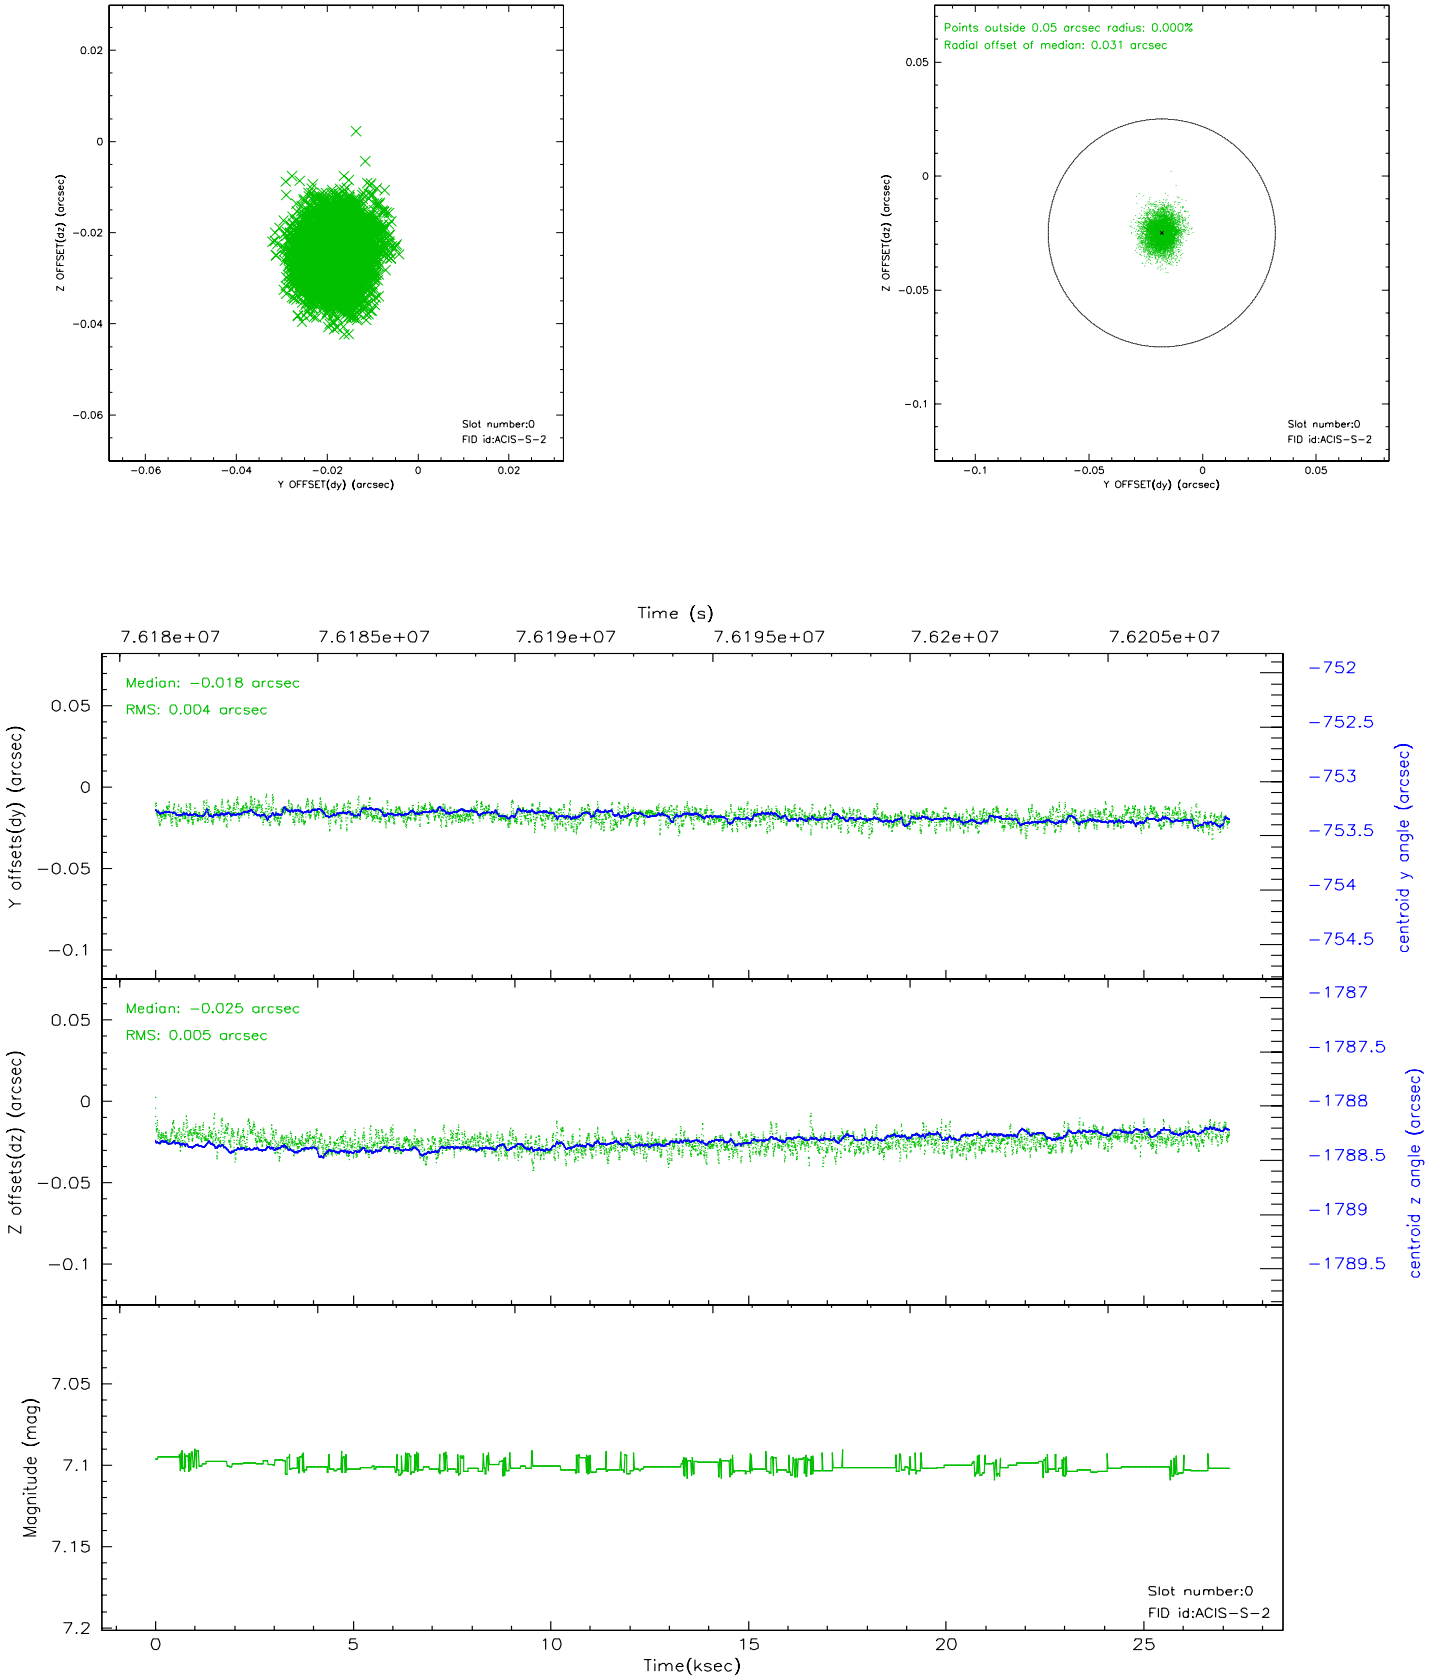 0.02
0
-0.02
-0.04
-0.06
Z OFFSET(dz) (arcsec)
Slot number:0
FID id:ACIS-S-2
-0.06 -0.04 -0.02 0 0.02
Y OFFSET(dy) (arcsec)
Points outside 0.05 arcsec radius: 0.000%
Radial offset of median: 0.031 arcsec
0.05
0
-0.05
-0.1
Z OFFSET(dz) (arcsec)
Slot number:0
FID id:ACIS-S-2
-0.1 -0.05 0 0.05
Y OFFSET(dy) (arcsec)
Time (s)
7.618e+07 7.6185e+07 7.619e+07 7.6195e+07 7.62e+07 7.6205e+07
Median: -0.018 arcsec
RMS: 0.004 arcsec
0.05
0
-0.05
-0.1
Y offsets(dy) (arcsec)
-752
-752.5
-753
-753.5
-754
-754.5
centroid y angle (arcsec)
Median: -0.025 arcsec
RMS: 0.005 arcsec
0.05
0
-0.05
-0.1
Z offsets(dz) (arcsec)
-1787
-1787.5
-1788
-1788.5
-1789
-1789.5
centroid z angle (arcsec)
7.05
7.1
7.15
7.2
Magnitude (mag)
Slot number:0
FID id:ACIS-S-2
0 5 10 15 20 25
Time(ksec)